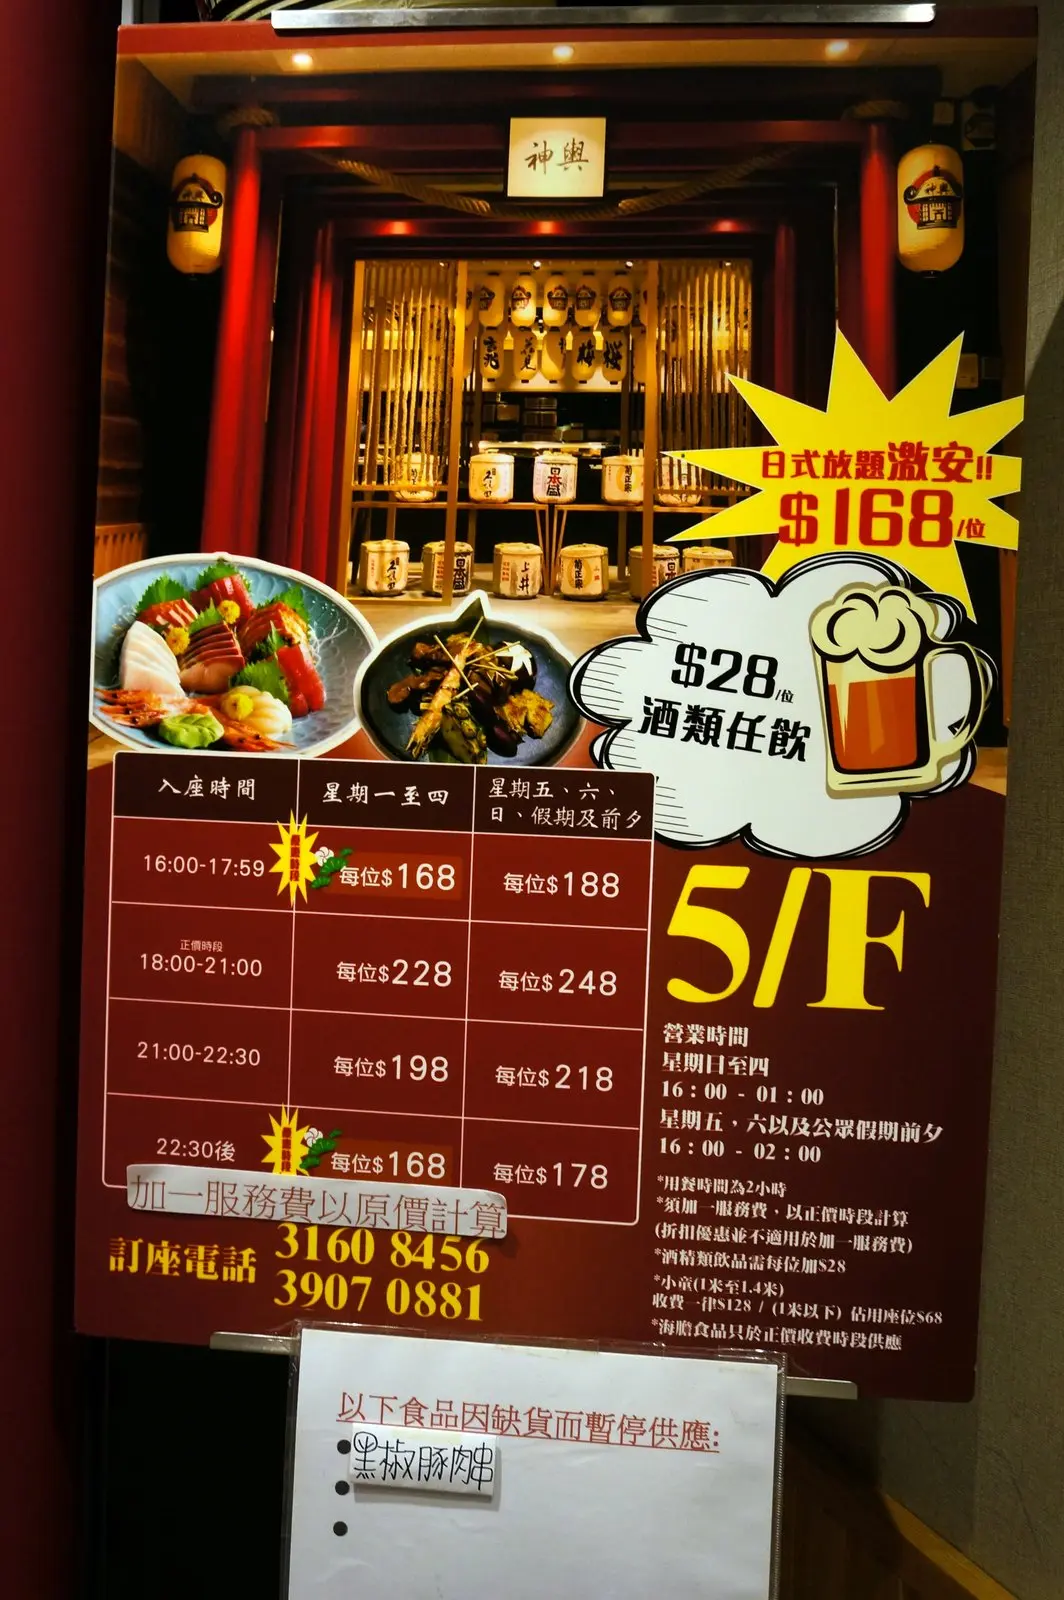 神輿
日式放題激安!!
$168/位
$28/位
酒類任飲
入座時間 星期一至四 星期五、六、日、假期及前夕
16:00-17:59 每位$168 每位$188
正價時段
18:00-21:00 每位$228 每位$248
21:00-22:30 每位$198 每位$218
22:30後 每位$168 每位$178
加一服務費以原價計算
訂座電話 3160 8456
3907 0881
5/F
營業時間
星期日至四
16:00 - 01:00
星期五，六以及公眾假期前夕
16:00 - 02:00
*用餐時間為2小時
*須加一服務費，以正價時段計算
(折扣優惠並不適用於加一服務費)
*酒精類飲品需每位加$28
*小童(1米至1.4米)
收費一律$128 / (1米以下) 佔用座位$68
*海膽食品只於正價收費時段供應
以下食品因缺貨而暫停供應:
黑椒豚肉串